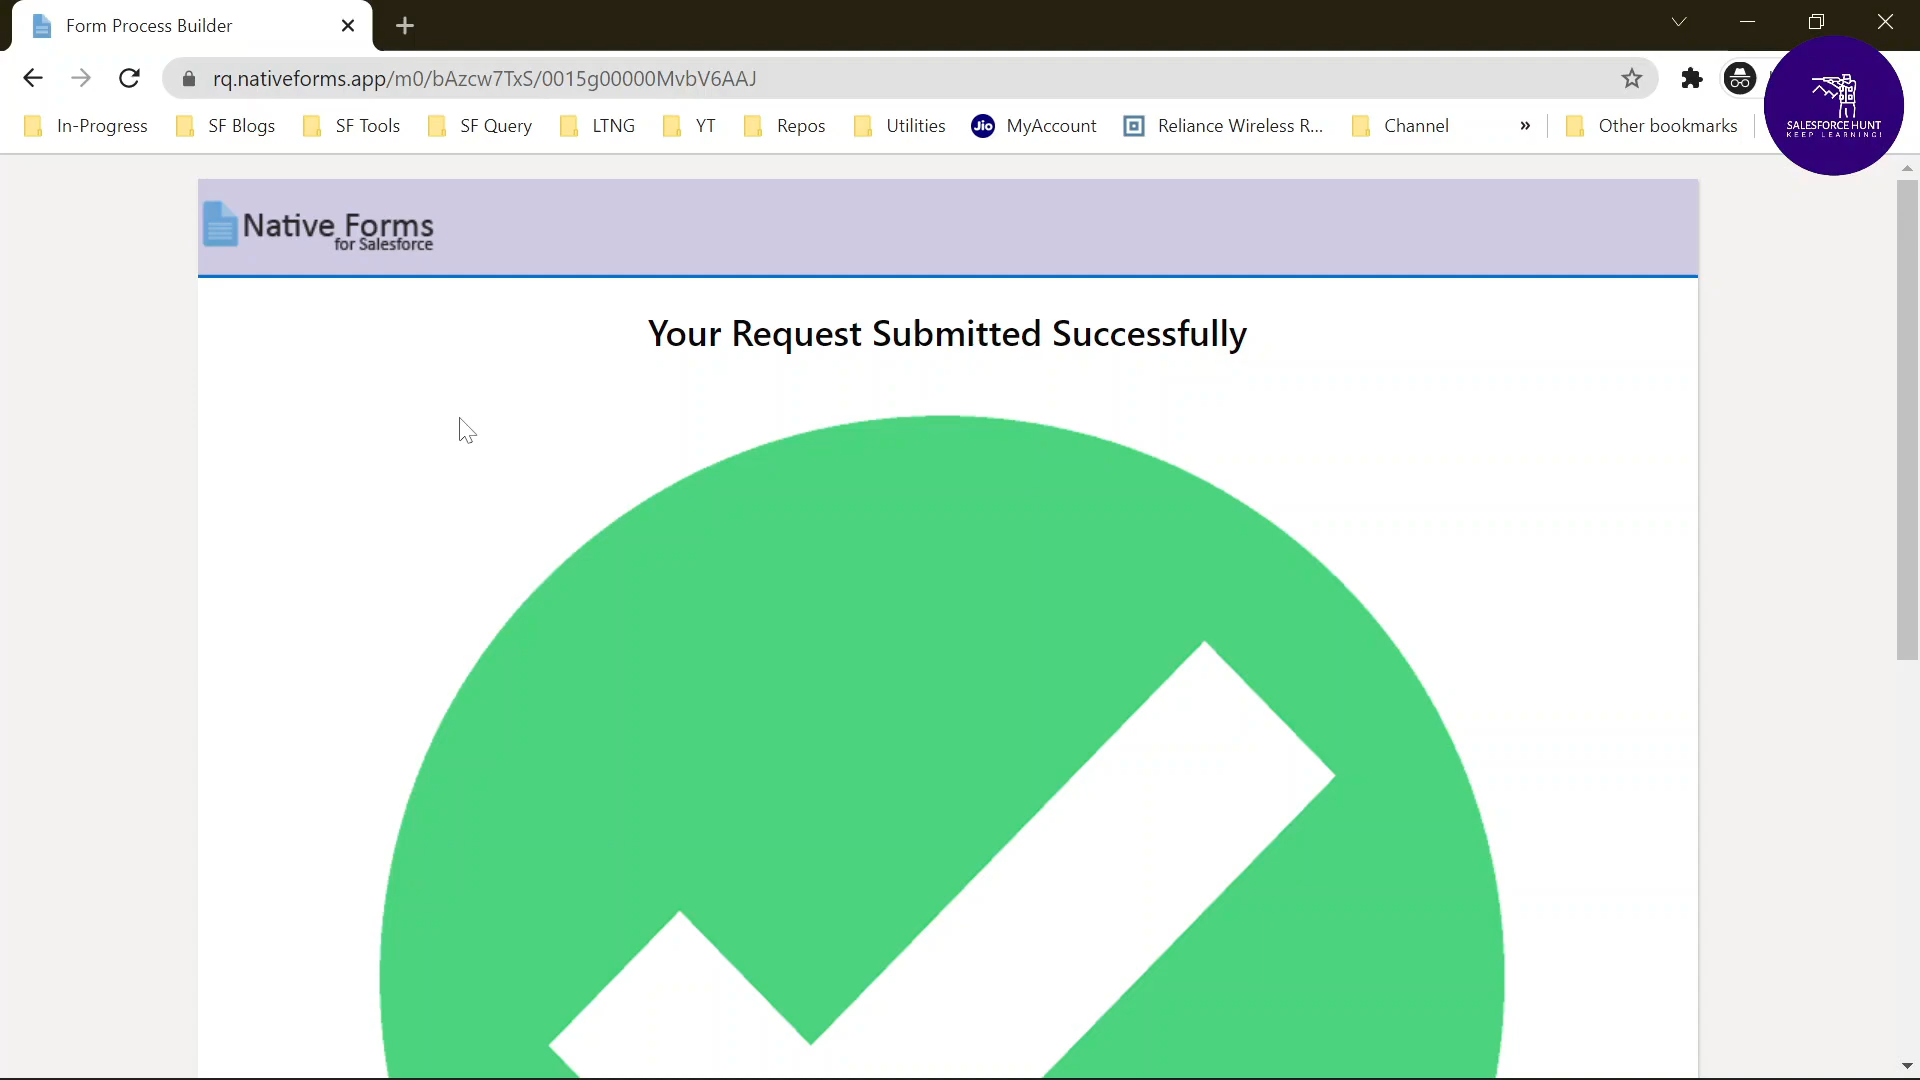 Form Process Builder
rq.nativeforms.app/m0/bAzcw7TxS/0015g00000MvbV6AAJ
In-Progress
SF Blogs
SF Tools
SF Query
LTNG
YT
Repos
Utilities
Jio
MyAccount
Reliance Wireless R...
Channel
»
Other bookmarks
SALESFORCE HUNT
KEEP LEARNING!
Native Forms
for Salesforce
Your Request Submitted Successfully